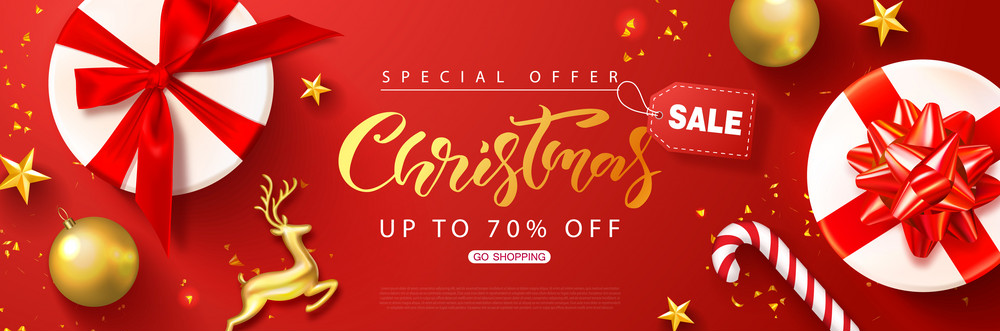 SPECIAL OFFER
SALE
Christmas
UP TO 70% OFF
GO SHOPPING